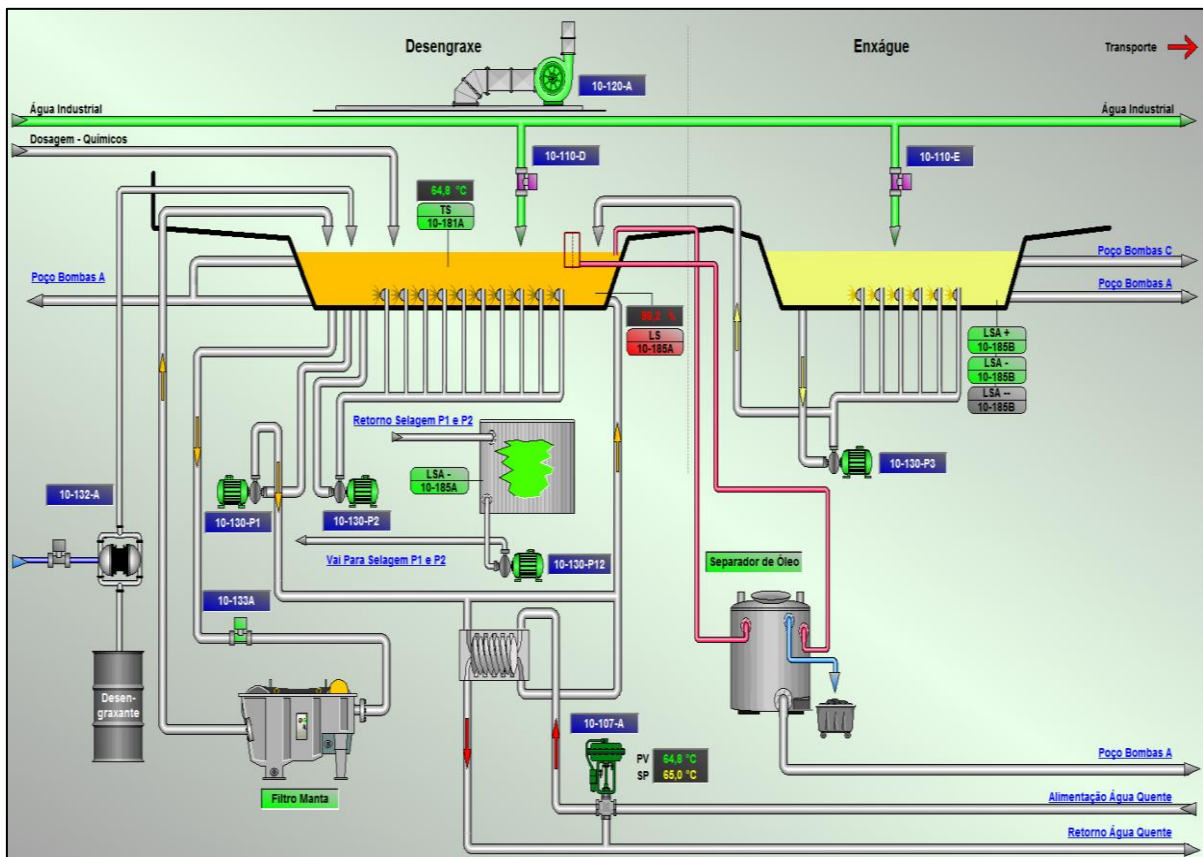 Desengraxe
Enxágue
Transporte
10-120-A
Água Industrial
Água Industrial
Dosagem - Químicos
10-110-D
10-110-E
64,8 °C
TS
10-181A
Poço Bombas A
Poço Bombas C
Poço Bombas A
LS
10-185A
LSA +
10-185B
LSA -
10-185B
LSA --
10-185B
Retorno Selagem P1 e P2
LSA -
10-185A
10-132-A
10-130-P1
10-130-P2
10-130-P3
Vai Para Selagem P1 e P2
10-130-P12
Separador de Óleo
10-133A
Desen-
graxante
10-107-A
PV 64,8 °C
SP 65,0 °C
Filtro Manta
Poço Bombas A
Alimentação Água Quente
Retorno Água Quente